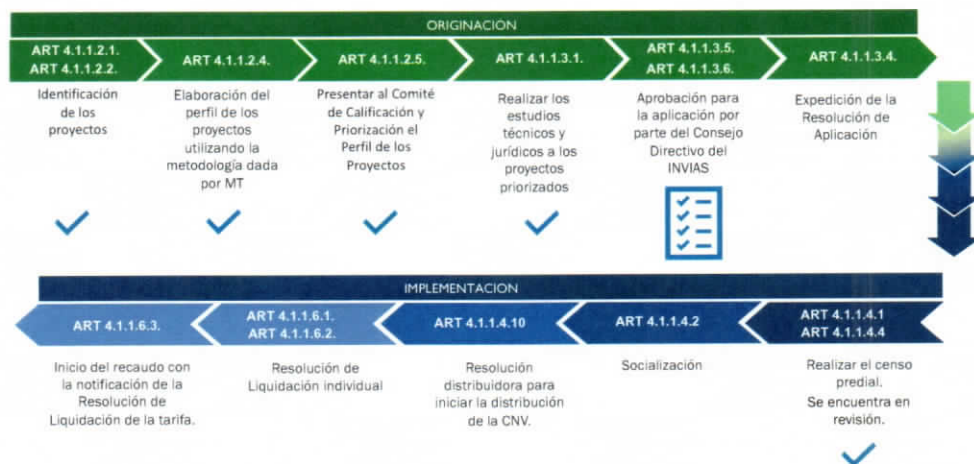 ORIGINACIÓN
ART 4.1.1.2.1.
ART 4.1.1.2.2.
ART 4.1.1.2.4.
ART 4.1.1.2.5.
ART 4.1.1.3.1.
ART 4.1.1.3.5.
ART 4.1.1.3.6.
ART 4.1.1.3.4.
Identificación
de los
proyectos
Elaboración del
perfil de los
proyectos
utilizando la
metodología dada
por MT
Presentar al Comité
de Calificación y
Priorización el
Perfil de los
Proyectos
Realizar los
estudios
técnicos y
jurídicos a los
proyectos
priorizados
Aprobación para
la aplicación por
parte del Consejo
Directivo del
INVIAS
Expedición de la
Resolución de
Aplicación
IMPLEMENTACION
ART 4.1.1.6.3.
ART 4.1.1.6.1.
ART 4.1.1.6.2.
ART 4.1.1.4.10
ART 4.1.1.4.2
ART 4.1.1.4.1
ART 4.1.1.4.4
Inicio del recaudo con
la notificación de la
Resolución de
Liquidación de la tarifa.
Resolución de
Liquidación individual
Resolución
distribuidora para
iniciar la distribución
de la CNV.
Socialización
Realizar el censo
predial.
Se encuentra en
revisión.